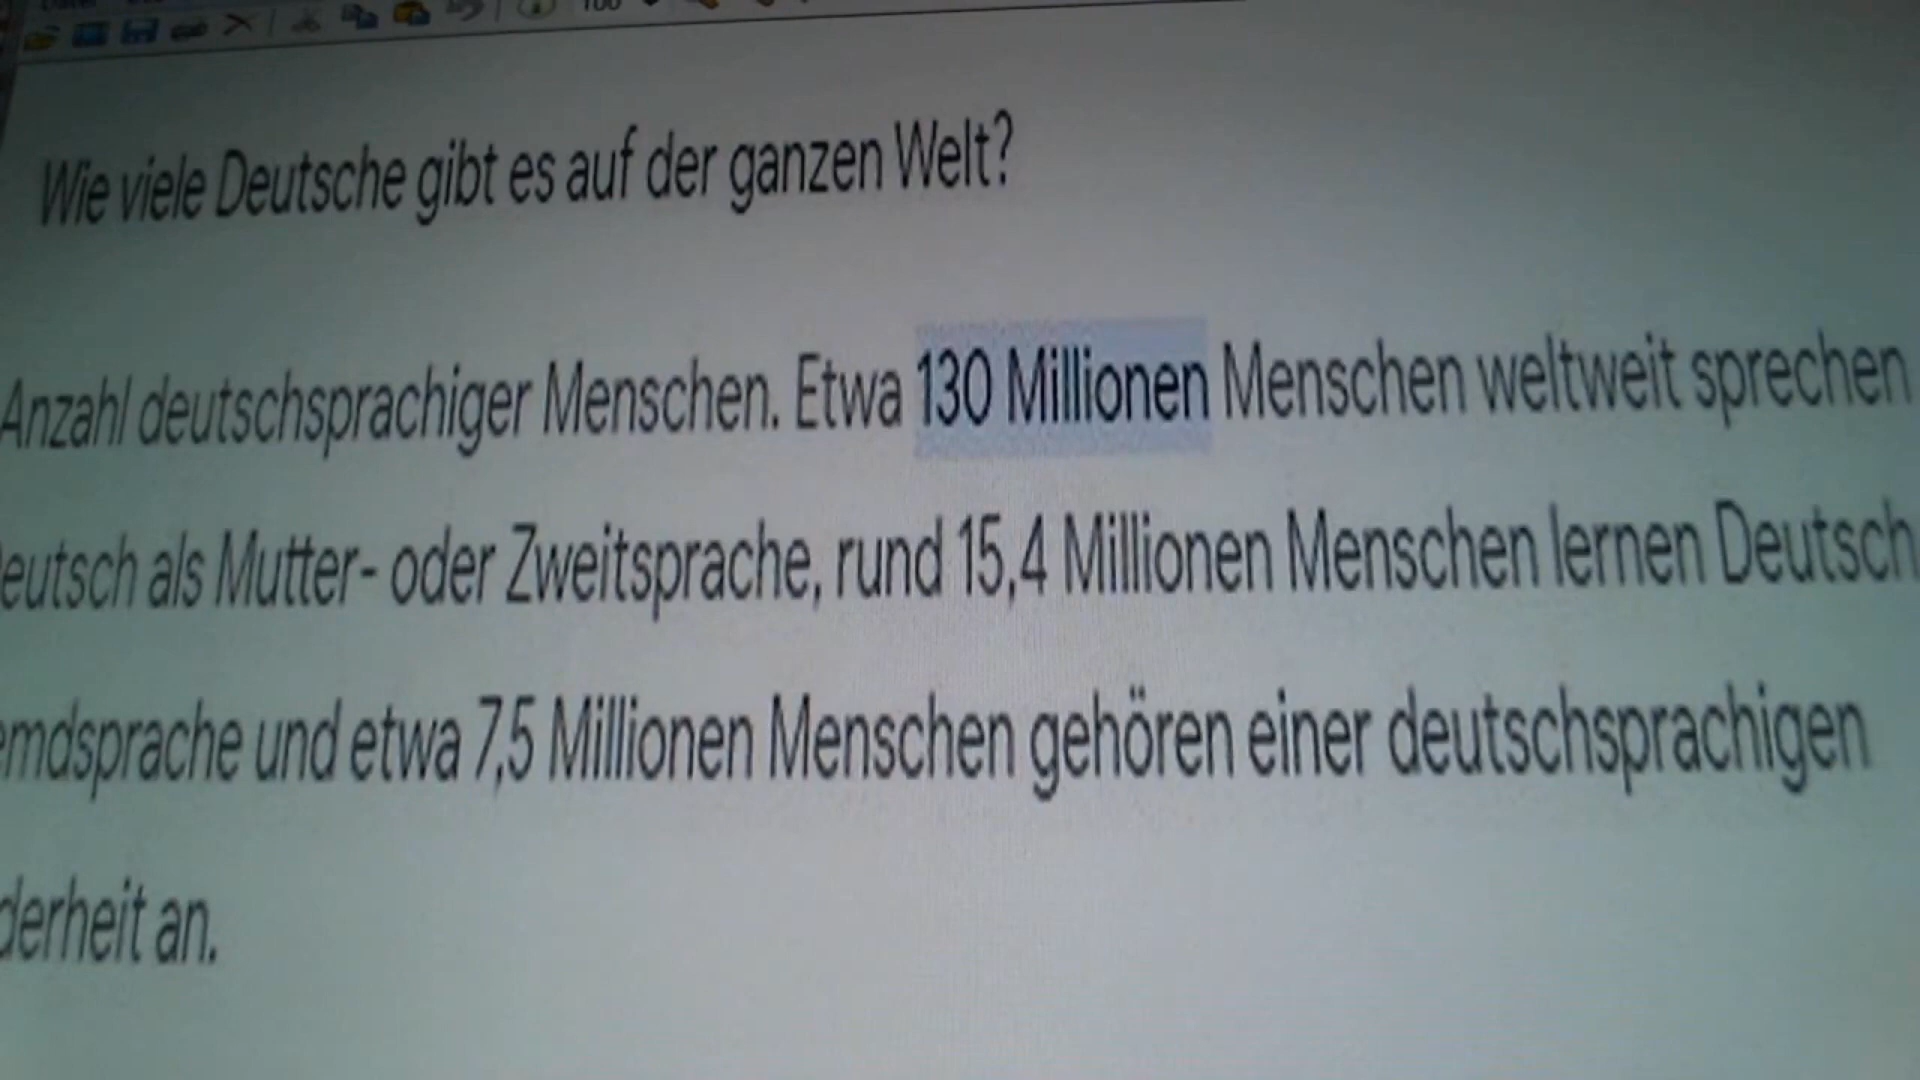 Wie viele Deutsche gibt es auf der ganzen Welt?
Anzahl deutschsprachiger Menschen. Etwa 130 Millionen Menschen weltweit sprechen
eutsch als Mutter- oder Zweitsprache, rund 15,4 Millionen Menschen lernen Deutsch
emdsprache und etwa 7,5 Millionen Menschen gehören einer deutschsprachigen
derheit an.